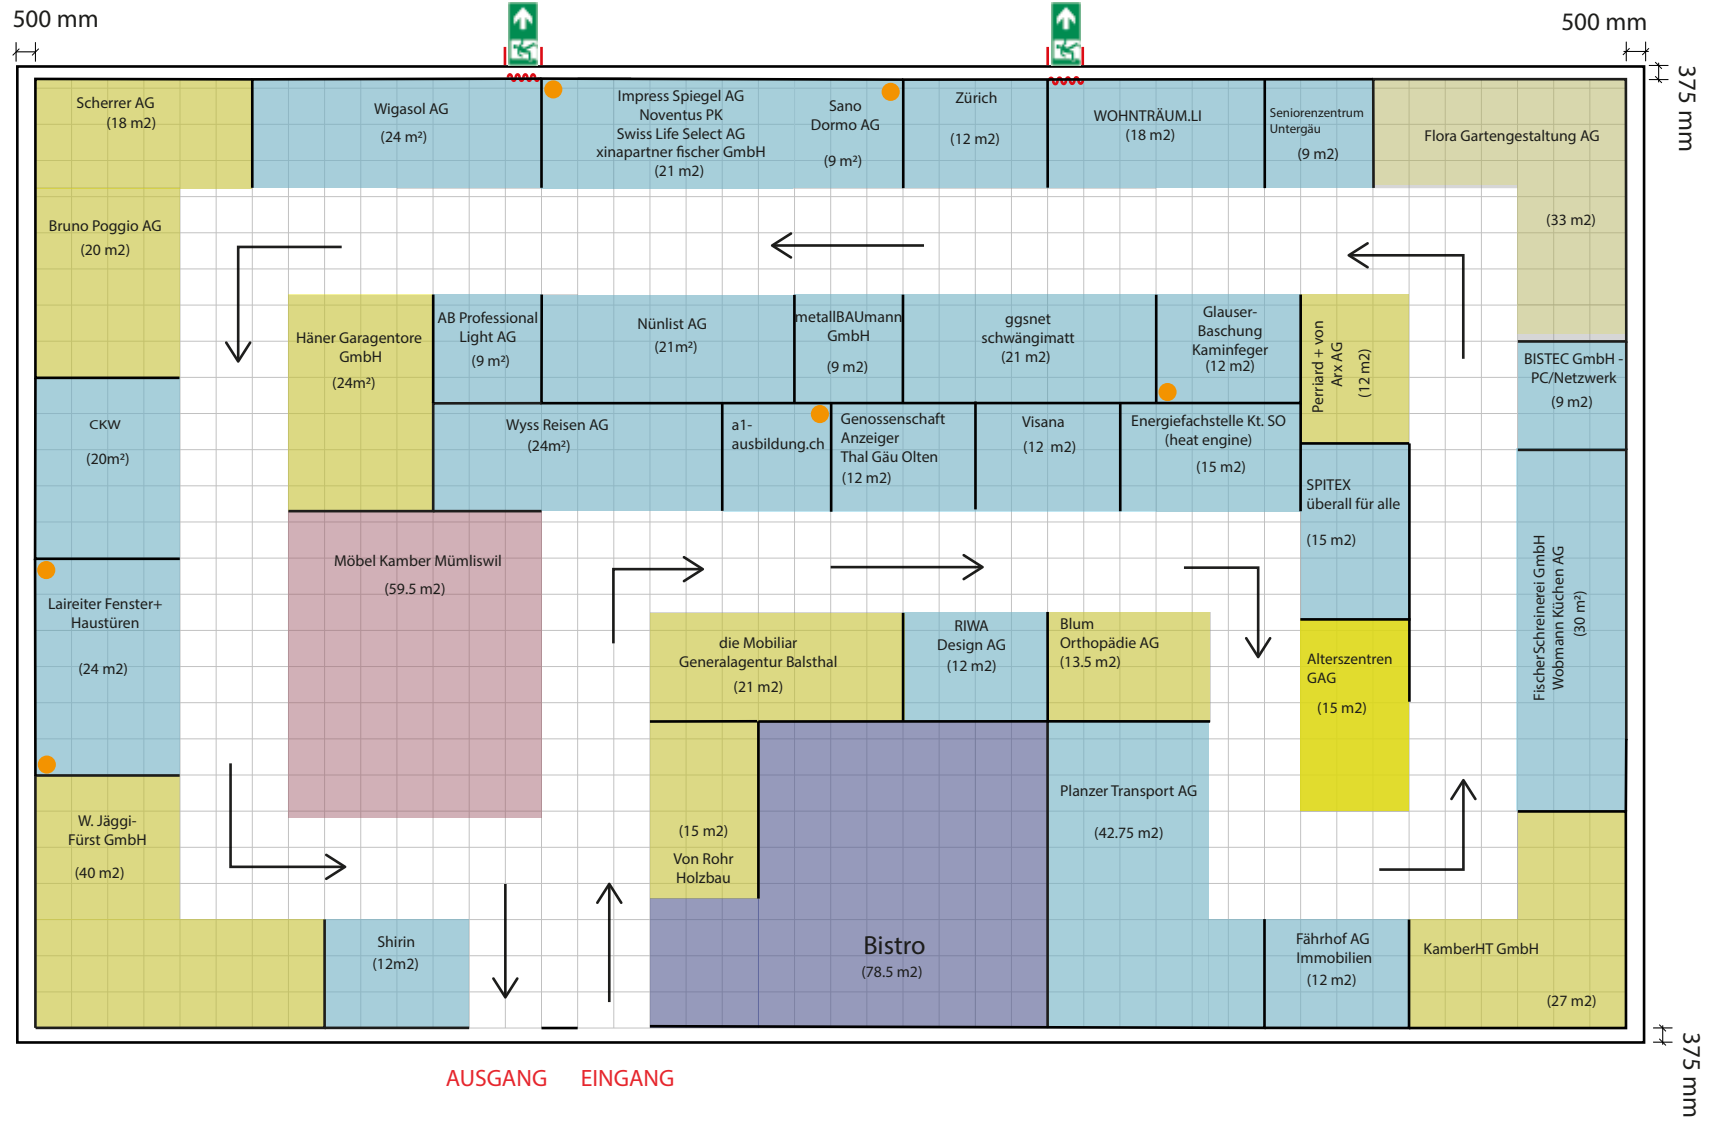 500 mm
500 mm
375 mm
Scherrer AG
(18 m2)
Wigasol AG
(24 m²)
Impress Spiegel AG
Noventus PK
Swiss Life Select AG
xinapartner fischer GmbH
(21 m2)
Sano
Dormo AG
(9 m²)
Zürich
(12 m2)
WOHNTRÄUM.LI
(18 m2)
Seniorenzentrum
Untergäu
(9 m2)
Flora Gartengestaltung AG
(33 m2)
Bruno Poggio AG
(20 m2)
Häner Garagentore
GmbH
(24m²)
AB Professional
Light AG
(9 m²)
Nünlist AG
(21m²)
metallBAUmann
GmbH
(9 m2)
ggsnet
schwängimatt
(21 m2)
Glauser-
Baschung
Kaminfeger
(12 m2)
Perriard + von
Arx AG
(12 m2)
BISTEC GmbH -
PC/Netzwerk
(9 m2)
CKW
(20m²)
Wyss Reisen AG
(24m²)
a1-
ausbildung.ch
Genossenschaft
Anzeiger
Thal Gäu Olten
(12 m2)
Visana
(12 m2)
Energiefachstelle Kt. SO
(heat engine)
(15 m2)
SPITEX
überall für alle
(15 m2)
FischerSchreinerei GmbH
Wobmann Küchen AG
(30 m²)
Möbel Kamber Mümliswil
(59.5 m2)
Laireiter Fenster+
Haustüren
(24 m2)
die Mobiliar
Generalagentur Balsthal
(21 m2)
RIWA
Design AG
(12 m2)
Blum
Orthopädie AG
(13.5 m2)
Alterszentren
GAG
(15 m2)
W. Jäggi-
Fürst GmbH
(40 m2)
(15 m2)
Von Rohr
Holzbau
Planzer Transport AG
(42.75 m2)
Shirin
(12m2)
Bistro
(78.5 m2)
Fährhof AG
Immobilien
(12 m2)
KamberHT GmbH
(27 m2)
375 mm
AUSGANG
EINGANG